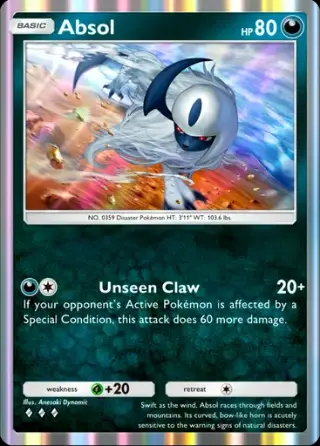 BASIC Absol HP 80
NO. 0359 Disaster Pokémon HT: 3'11" WT: 103.6 lbs.
Unseen Claw 20+
If your opponent's Active Pokémon is affected by a
Special Condition, this attack does 60 more damage.
weakness +20 retreat
Illus. Anesaki Dynamic
Swift as the wind, Absol races through fields and
mountains. Its curved, bow-like horn is acutely
sensitive to the warning signs of natural disasters.